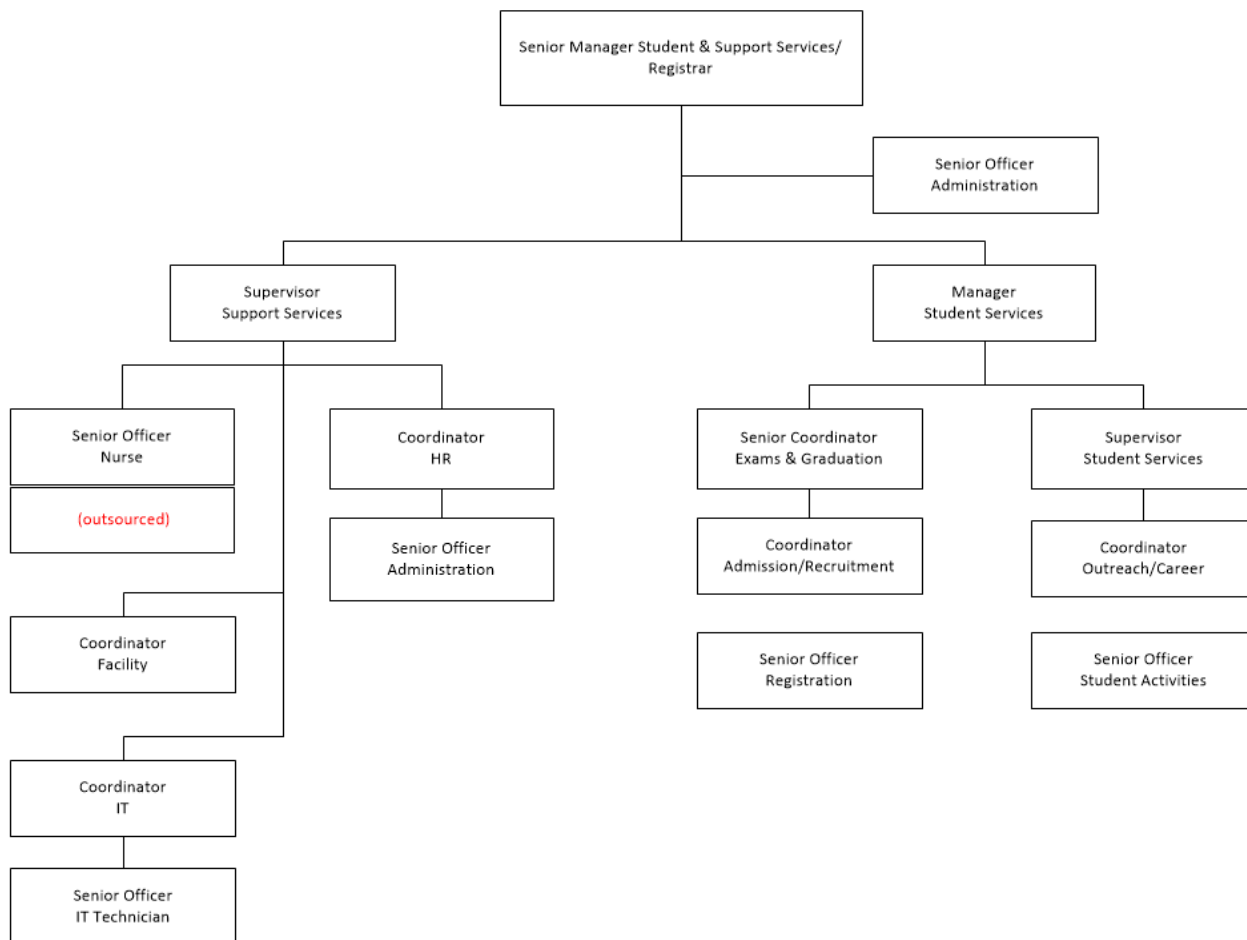 Senior Manager Student & Support Services/
Registrar
Senior Officer
Administration
Supervisor
Support Services
Manager
Student Services
Senior Officer
Nurse
(outsourced)
Coordinator
HR
Senior Coordinator
Exams & Graduation
Supervisor
Student Services
Senior Officer
Administration
Coordinator
Admission/Recruitment
Coordinator
Outreach/Career
Coordinator
Facility
Senior Officer
Registration
Senior Officer
Student Activities
Coordinator
IT
Senior Officer
IT Technician